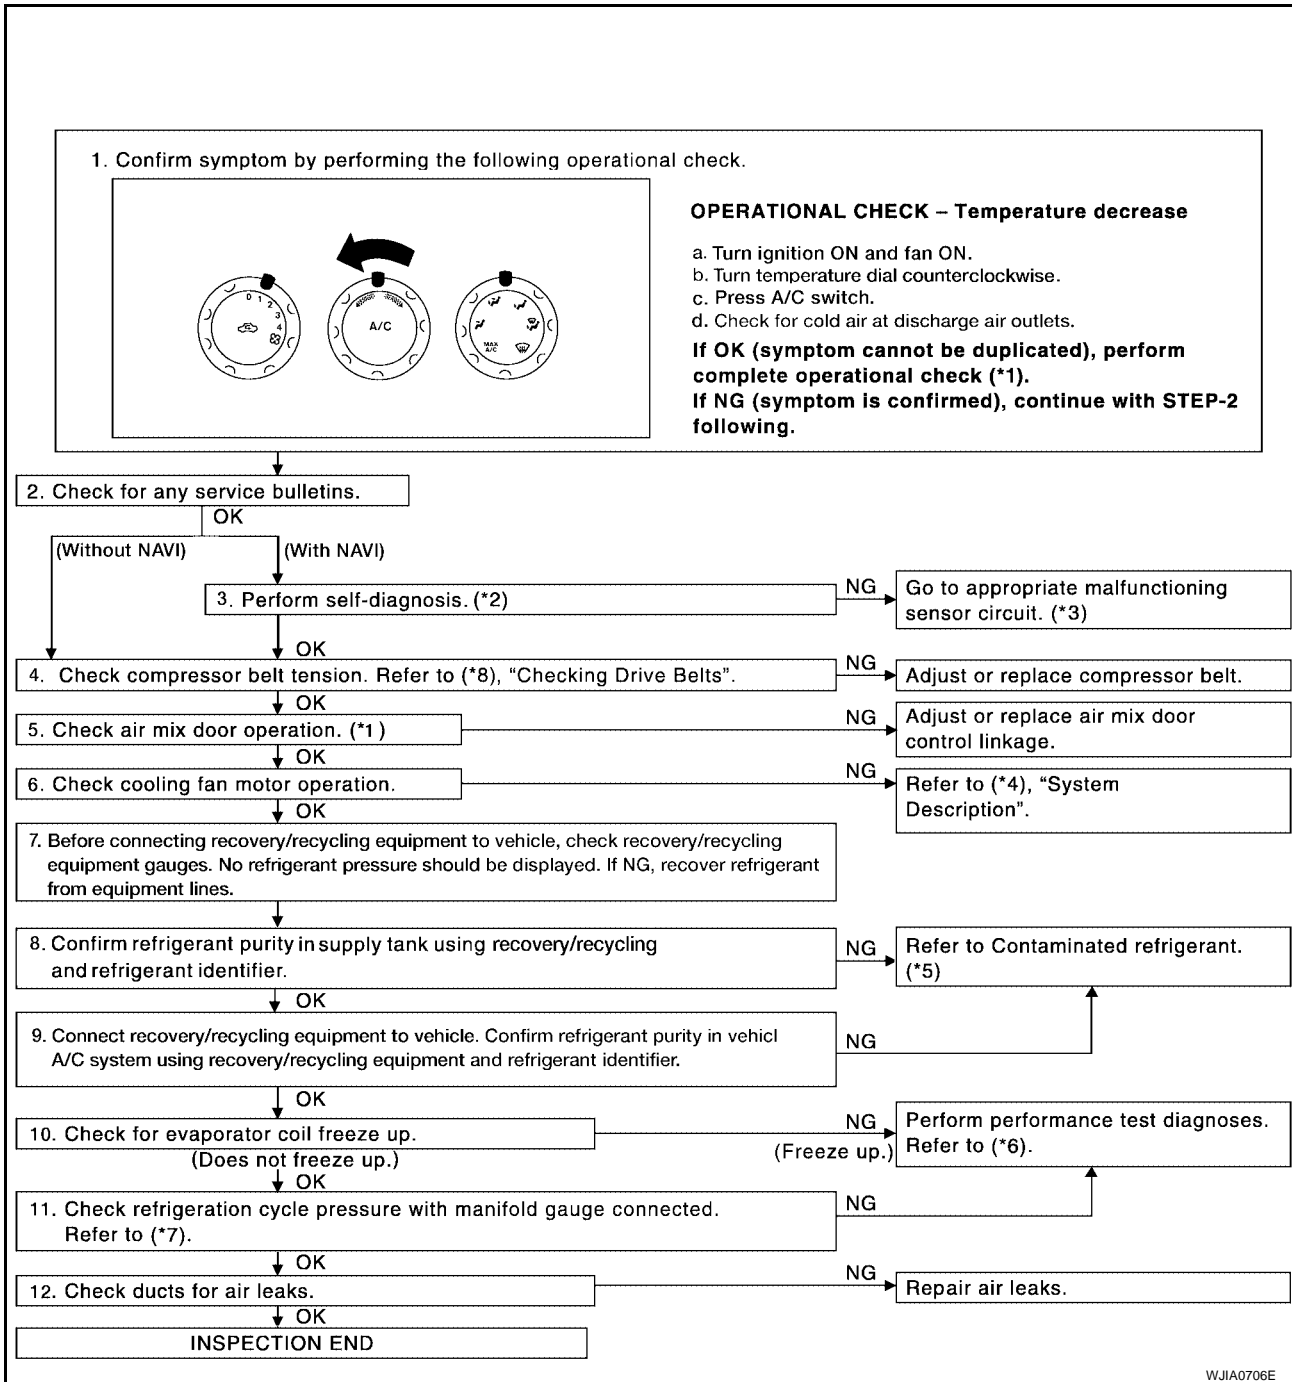 1. Confirm symptom by performing the following operational check.
0 1 2 3 4
A/C
MAX
A/C
OPERATIONAL CHECK – Temperature decrease
a. Turn ignition ON and fan ON.
b. Turn temperature dial counterclockwise.
c. Press A/C switch.
d. Check for cold air at discharge air outlets.
If OK (symptom cannot be duplicated), perform
complete operational check (*1).
If NG (symptom is confirmed), continue with STEP-2
following.
2. Check for any service bulletins.
OK
(Without NAVI)
(With NAVI)
3. Perform self-diagnosis. (*2)
NG
Go to appropriate malfunctioning
sensor circuit. (*3)
OK
4. Check compressor belt tension. Refer to (*8), “Checking Drive Belts”.
NG
Adjust or replace compressor belt.
OK
5. Check air mix door operation. (*1)
NG
Adjust or replace air mix door
control linkage.
OK
6. Check cooling fan motor operation.
NG
Refer to (*4), “System
Description”.
OK
7. Before connecting recovery/recycling equipment to vehicle, check recovery/recycling
equipment gauges. No refrigerant pressure should be displayed. If NG, recover refrigerant
from equipment lines.
8. Confirm refrigerant purity in supply tank using recovery/recycling
and refrigerant identifier.
NG
Refer to Contaminated refrigerant.
(*5)
OK
9. Connect recovery/recycling equipment to vehicle. Confirm refrigerant purity in vehicl
A/C system using recovery/recycling equipment and refrigerant identifier.
NG
OK
10. Check for evaporator coil freeze up.
NG
(Freeze up.)
Perform performance test diagnoses.
Refer to (*6).
(Does not freeze up.)
OK
11. Check refrigeration cycle pressure with manifold gauge connected.
Refer to (*7).
NG
OK
12. Check ducts for air leaks.
NG
Repair air leaks.
OK
INSPECTION END
WJIA0706E